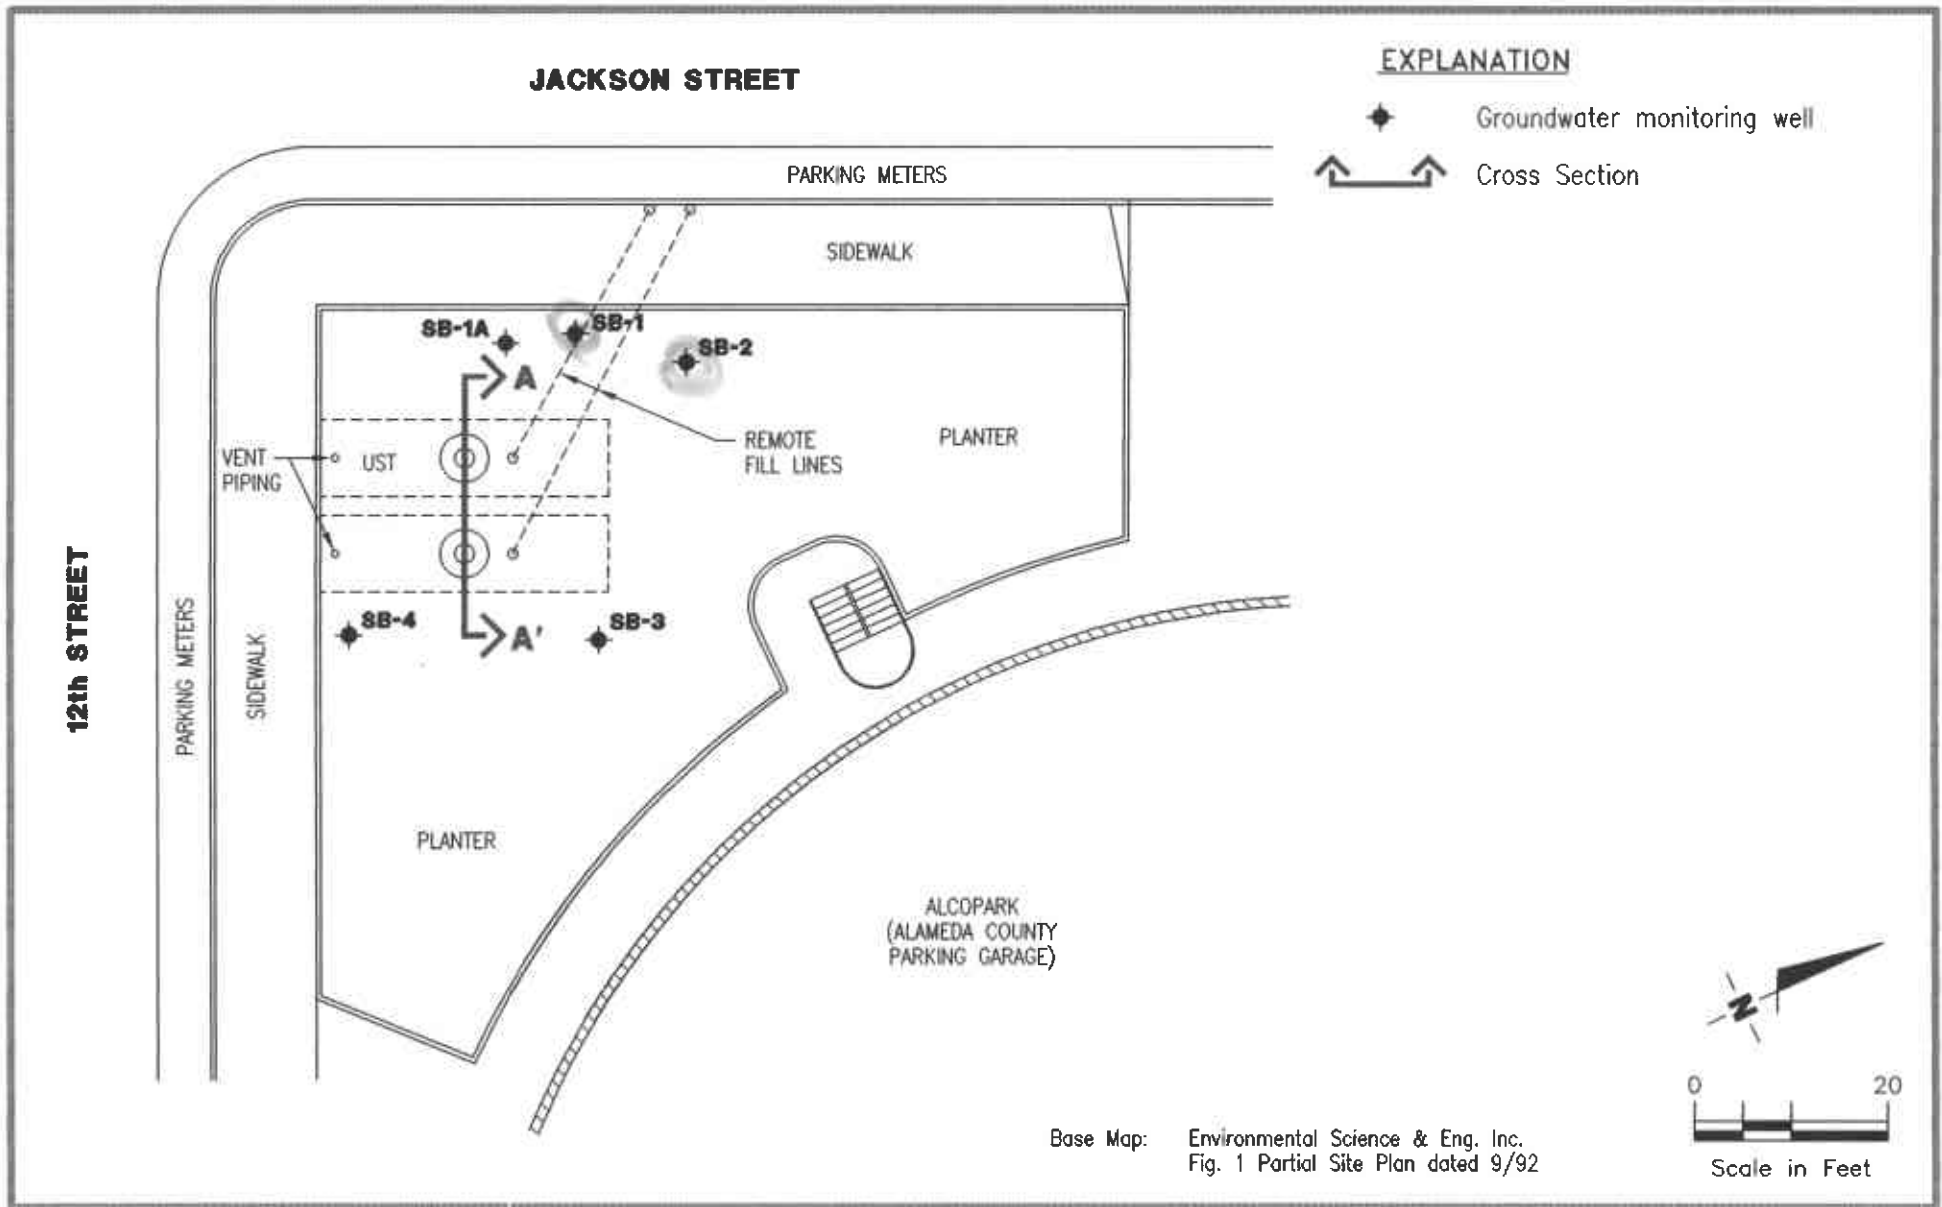 JACKSON STREET
EXPLANATION
Groundwater monitoring well
Cross Section
PARKING METERS
SIDEWALK
SB-1A
SB-1
SB-2
A
VENT
PIPING
UST
REMOTE
FILL LINES
PLANTER
12th STREET
PARKING METERS
SIDEWALK
SB-4
A'
SB-3
PLANTER
ALCOPARK
(ALAMEDA COUNTY
PARKING GARAGE)
N
0 20
Scale in Feet
Base Map: Environmental Science & Eng. Inc.
Fig. 1 Partial Site Plan dated 9/92